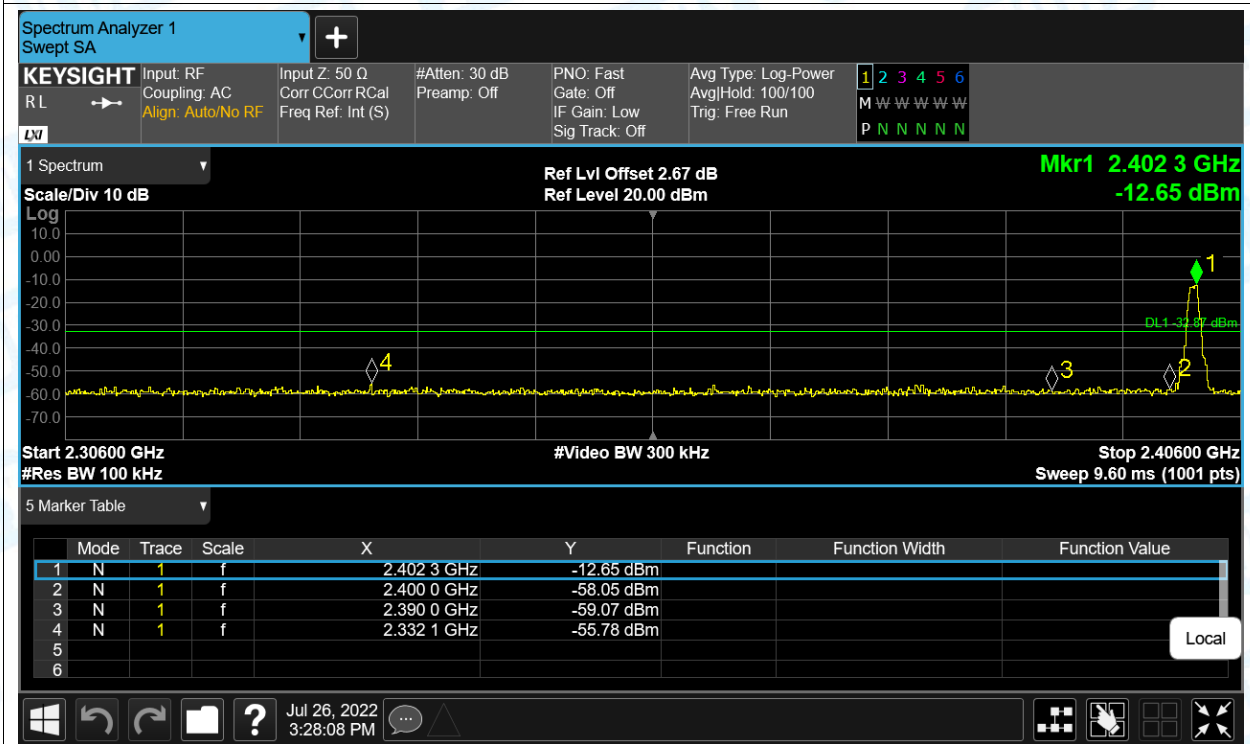 Spectrum Analyzer 1
Swept SA
KEYSIGHT Input: RF Input Z: 50 Ω #Atten: 30 dB PNO: Fast Avg Type: Log-Power 1 2 3 4 5 6
RL Coupling: AC Corr CCorr RCal Preamp: Off Gate: Off Avg|Hold: 100/100 M W W W W W
Align: Auto/No RF Freq Ref: Int (S) IF Gain: Low Trig: Free Run
LXI Sig Track: Off P N N N N N
1 Spectrum Ref Lvl Offset 2.67 dB Mkr1 2.402 3 GHz
Scale/Div 10 dB Ref Level 20.00 dBm -12.65 dBm
Log
10.0
0.00 1
-10.0
-20.0
-30.0 DL1 -32.87 dBm
-40.0
-50.0 4 3 2
-60.0
-70.0
Start 2.30600 GHz #Video BW 300 kHz Stop 2.40600 GHz
#Res BW 100 kHz Sweep 9.60 ms (1001 pts)
5 Marker Table
Mode Trace Scale X Y Function Function Width Function Value
1 N 1 f 2.402 3 GHz -12.65 dBm
2 N 1 f 2.400 0 GHz -58.05 dBm
3 N 1 f 2.390 0 GHz -59.07 dBm
4 N 1 f 2.332 1 GHz -55.78 dBm
5
6
Local
? Jul 26, 2022
3:28:08 PM